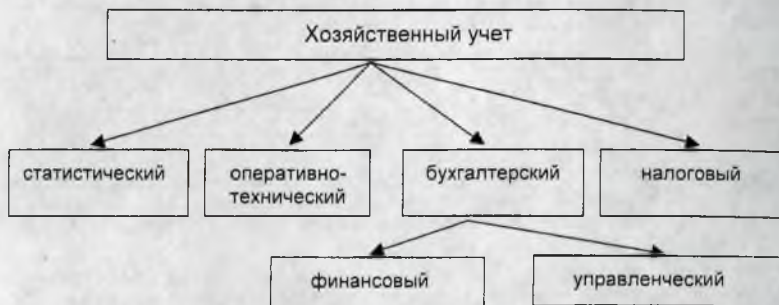 Хозяйственный учет
статистический
оперативно-
технический
бухгалтерский
налоговый
финансовый
управленческий